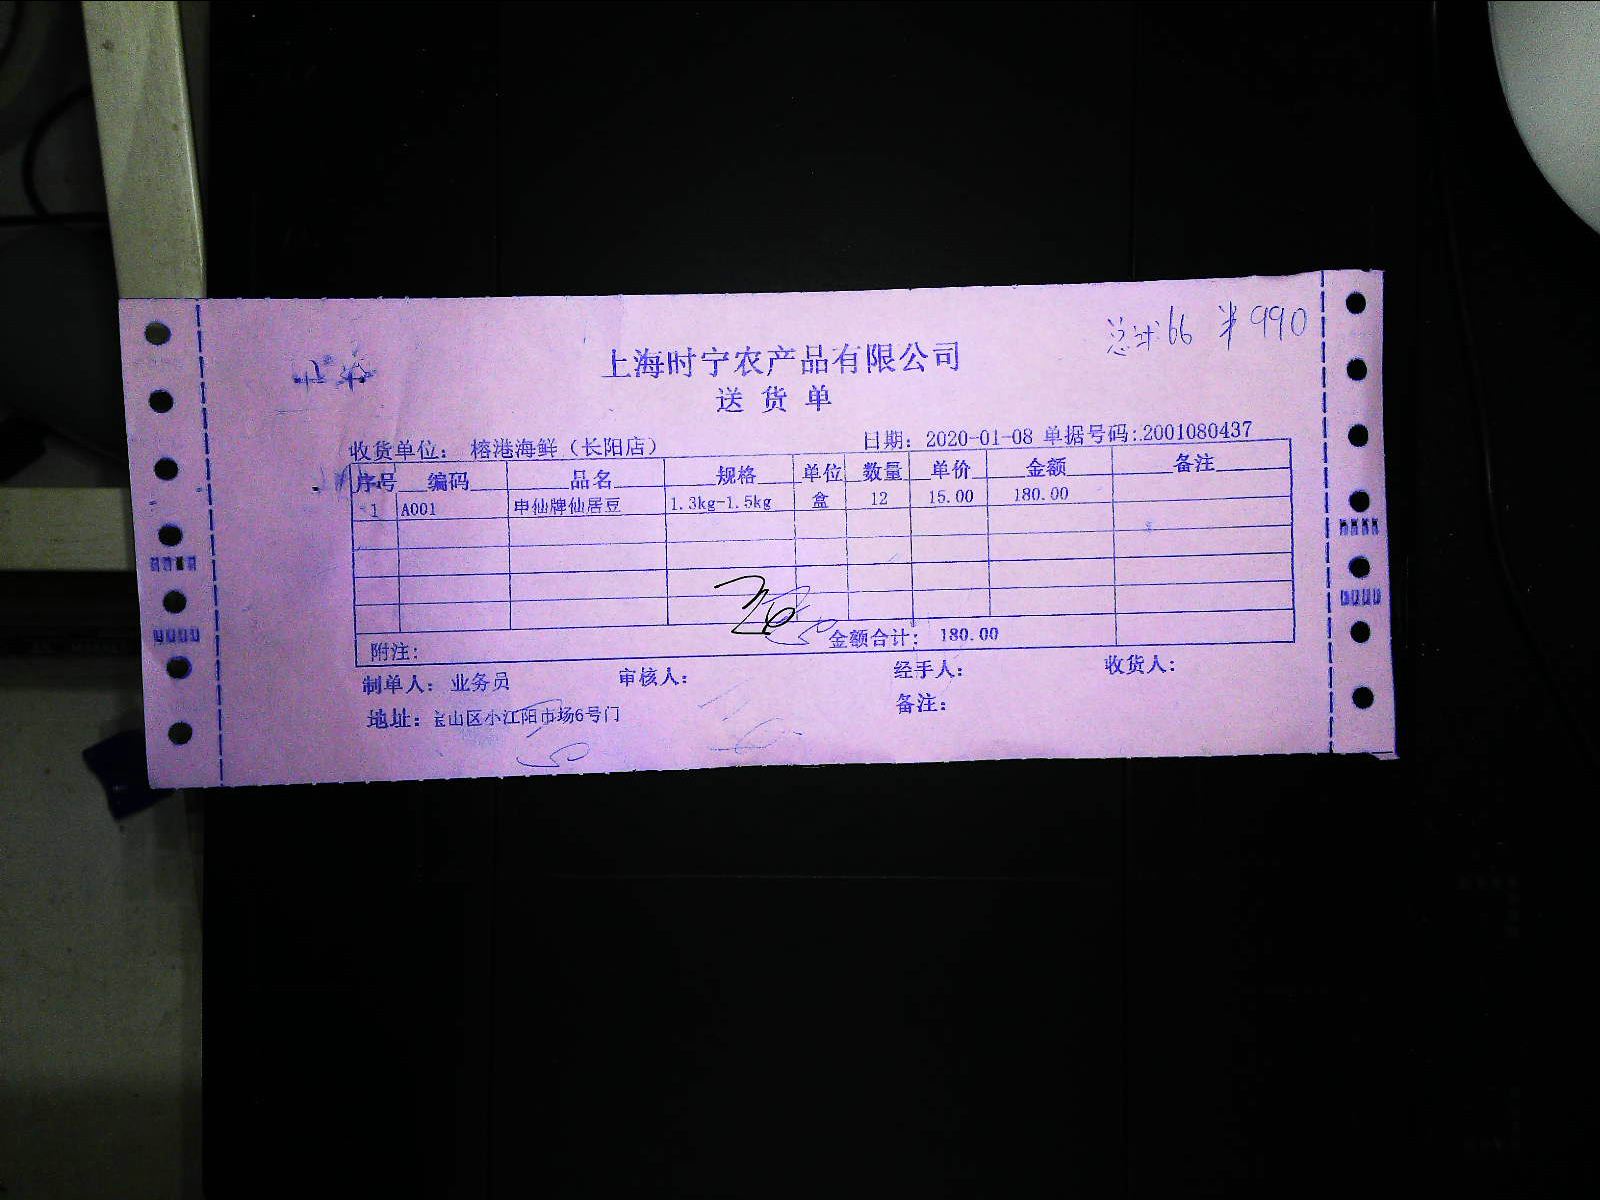 总计66 ¥990
上海时宁农产品有限公司
送货单
收货单位： 榕港海鲜（长阳店） 日期： 2020-01-08 单据号码:.2001080437
序号 编码 品名 规格 单位 数量 单价 金额 备注
1 A001 申仙牌仙居豆 1.3kg-1.5kg 盒 12 15.00 180.00
附注: 金额合计: 180.00
制单人： 业务员 审核人： 经手人： 收货人：
地址：宝山区小江阳市场6号门 备注：